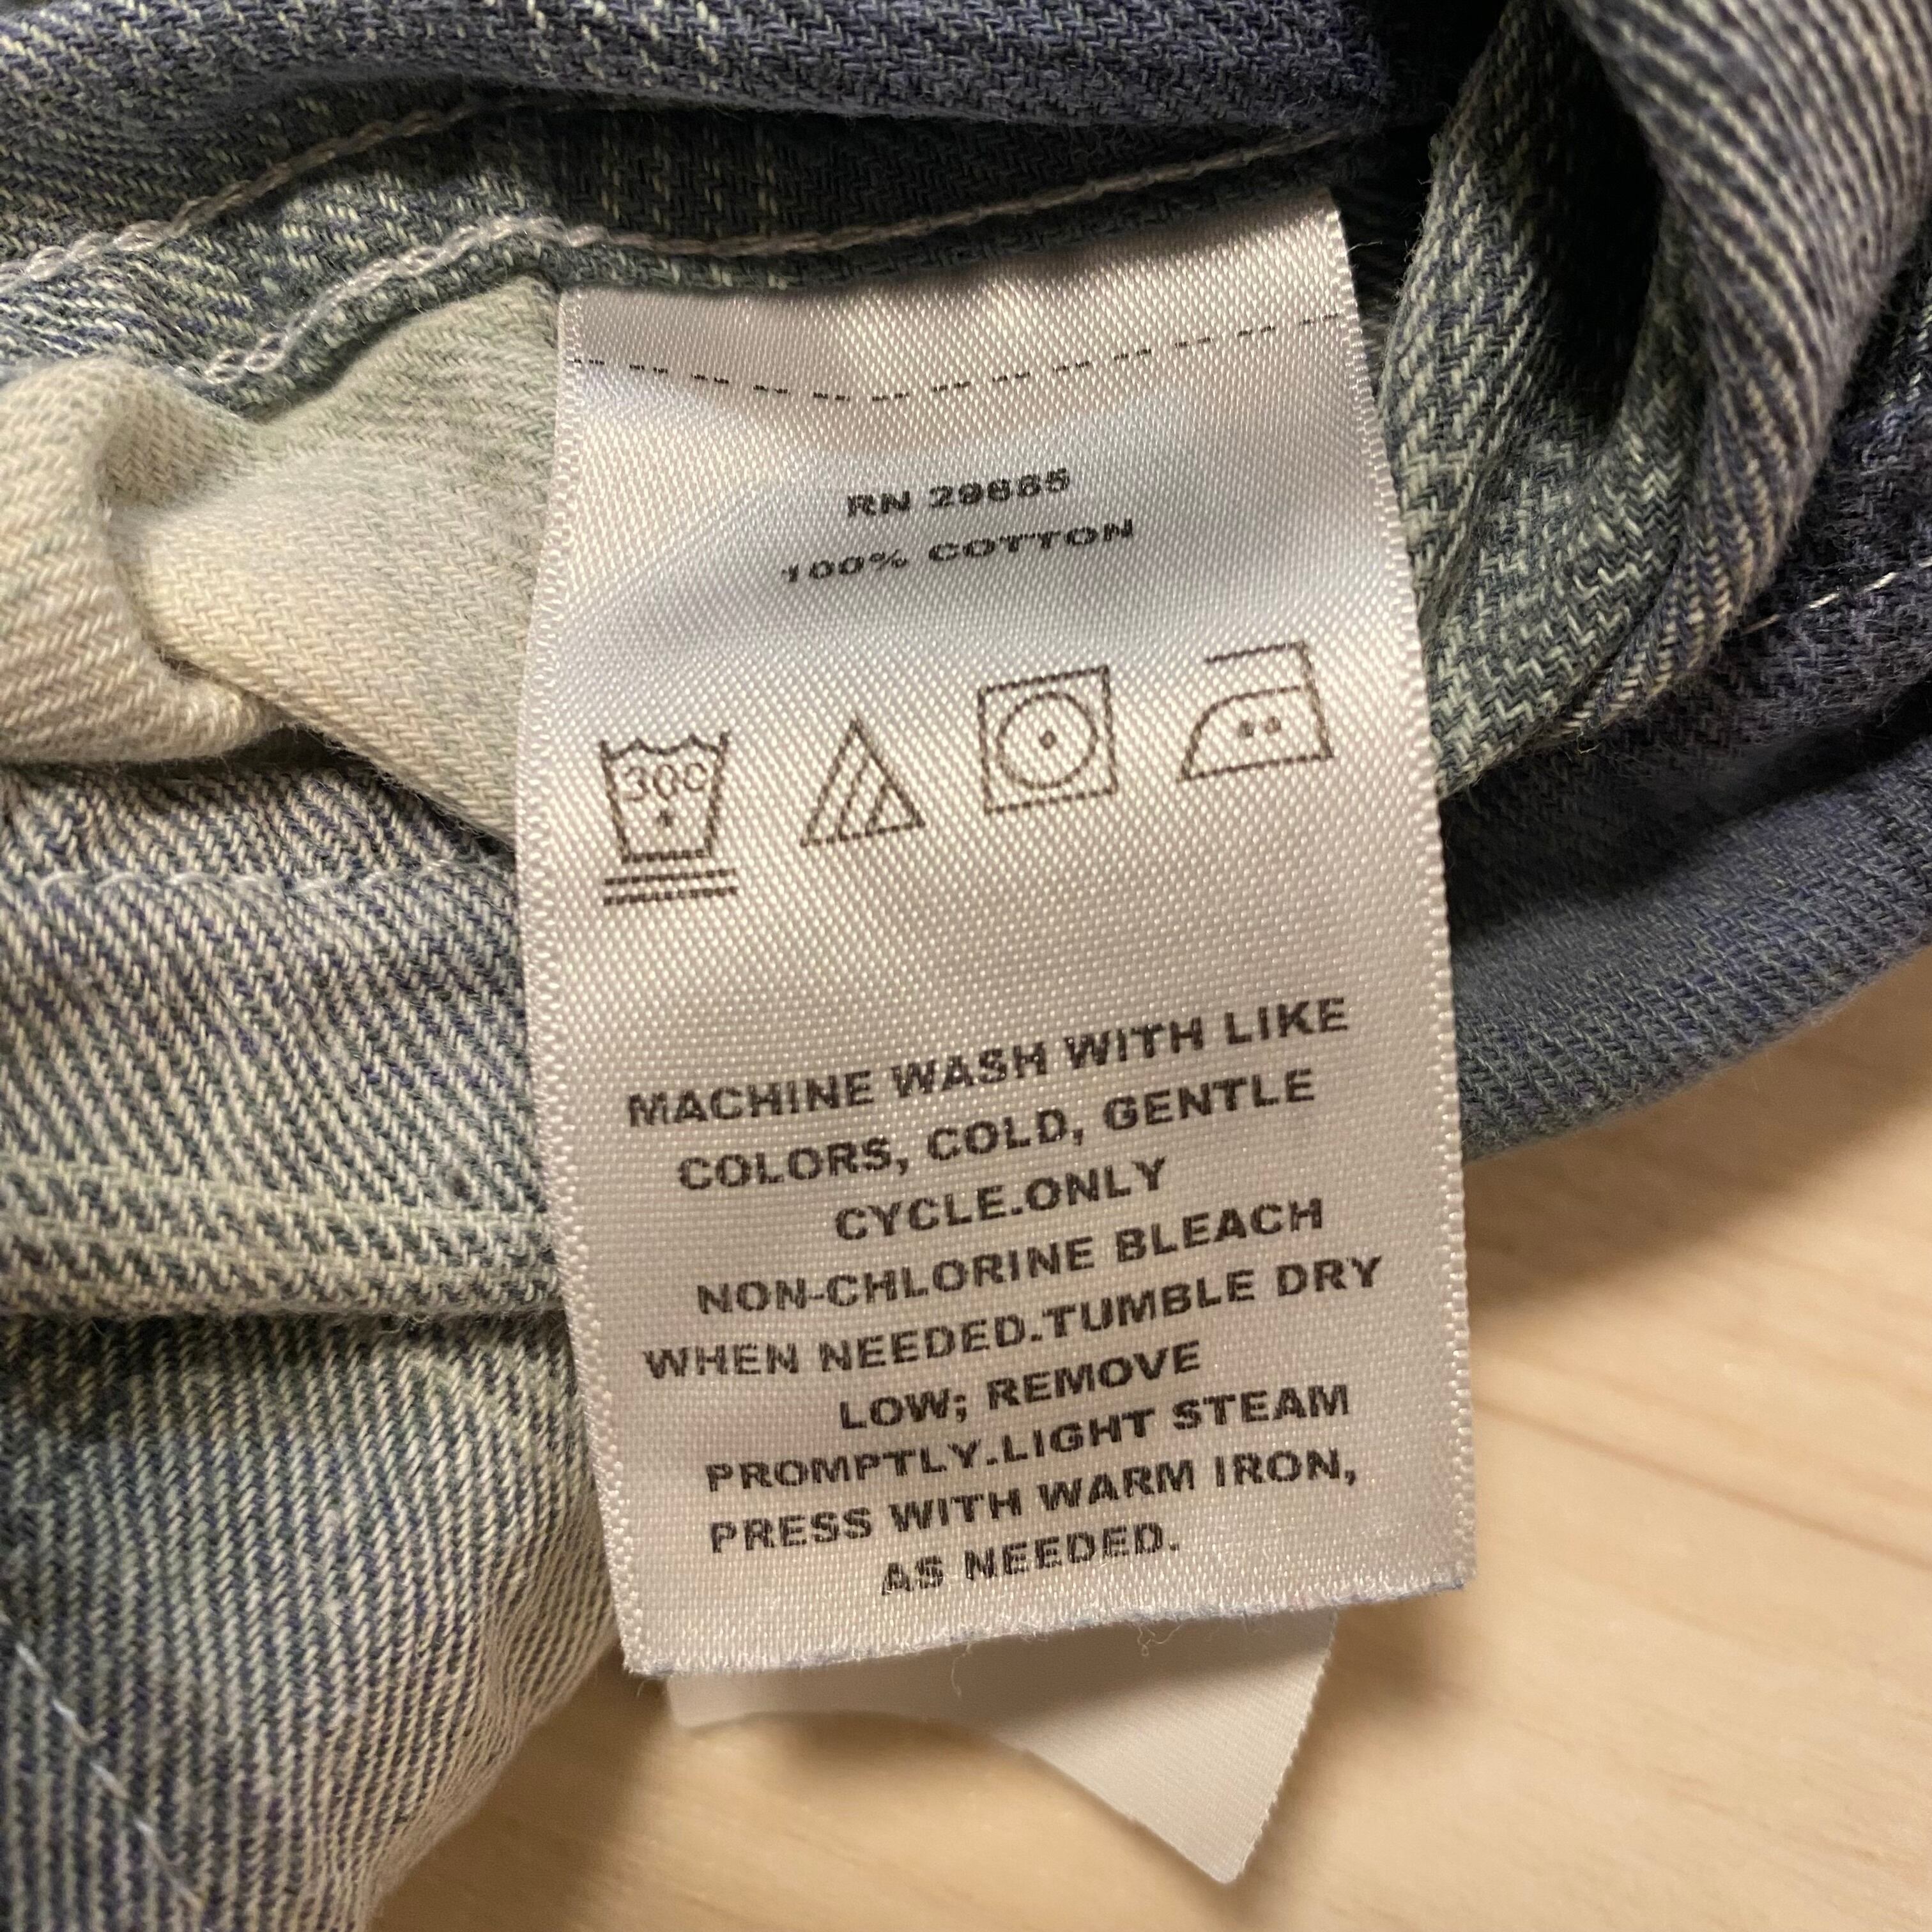 RN 29685
100% COTTON
30C
MACHINE WASH WITH LIKE
COLORS, COLD, GENTLE
CYCLE.ONLY
NON-CHLORINE BLEACH
WHEN NEEDED.TUMBLE DRY
LOW; REMOVE
PROMPTLY.LIGHT STEAM
PRESS WITH WARM IRON,
AS NEEDED.